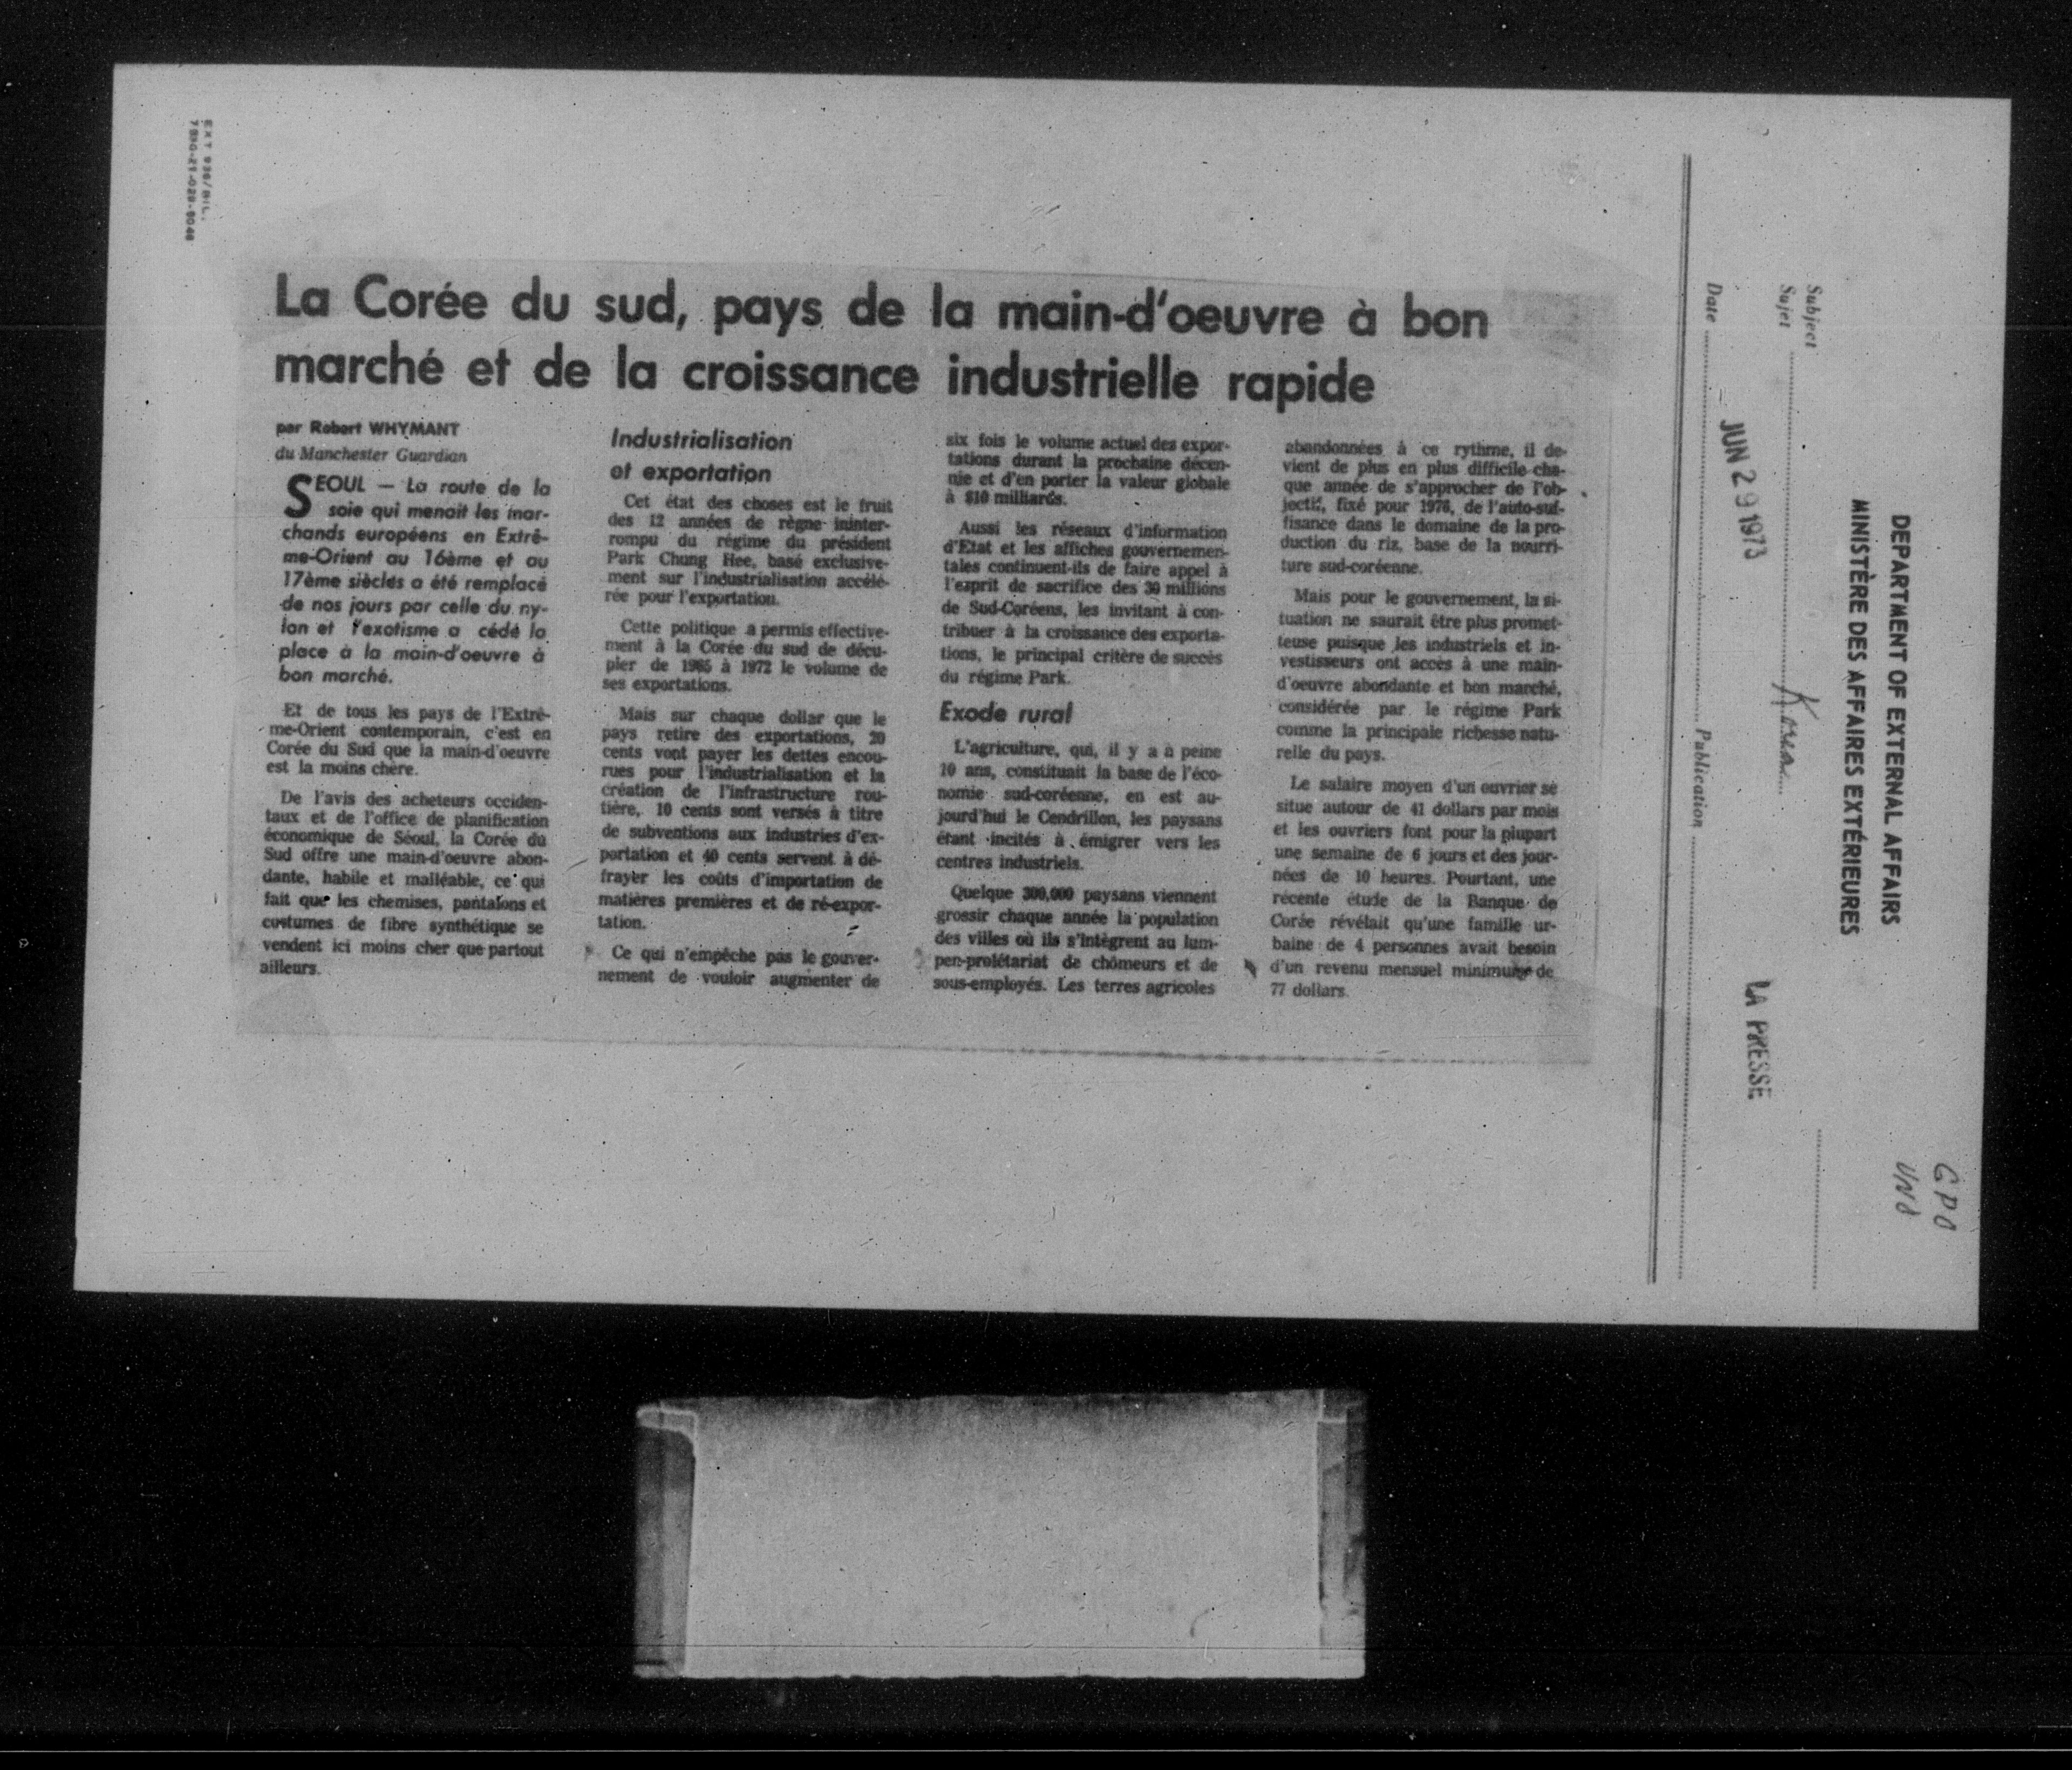 EXT 936/BIL.
7530-21-029-9046
DEPARTMENT OF EXTERNAL AFFAIRS
MINISTÈRE DES AFFAIRES EXTÉRIEURES
Subject
Sujet
Korea
Date
JUN 29 1973
Publication
LA PRESSE
La Corée du sud, pays de la main-d'oeuvre à bon
marché et de la croissance industrielle rapide
par Robert WHYMANT
du Manchester Guardian
SEOUL — La route de la
soie qui menait les mar-
chands européens en Extrê-
me-Orient au 16ème et au
17ème siècles a été remplacé
de nos jours par celle du ny-
lon et l'exotisme a cédé la
place à la main-d'oeuvre à
bon marché.
Et de tous les pays de l'Extrê-
me-Orient contemporain, c'est en
Corée du Sud que la main-d'oeuvre
est la moins chère.
De l'avis des acheteurs occiden-
taux et de l'office de planification
économique de Séoul, la Corée du
Sud offre une main-d'oeuvre abon-
dante, habile et malléable, ce qui
fait que les chemises, pantalons et
costumes de fibre synthétique se
vendent ici moins cher que partout
ailleurs.
Industrialisation
et exportation
Cet état des choses est le fruit
des 12 années de règne ininter-
rompu du régime du président
Park Chung Hee, basé exclusive-
ment sur l'industrialisation accélé-
rée pour l'exportation.
Cette politique a permis effective-
ment à la Corée du sud de décu-
pler de 1965 à 1972 le volume de
ses exportations.
Mais sur chaque dollar que le
pays retire des exportations, 20
cents vont payer les dettes encou-
rues pour l'industrialisation et la
création de l'infrastructure rou-
tière, 10 cents sont versés à titre
de subventions aux industries d'ex-
portation et 40 cents servent à dé-
frayer les coûts d'importation de
matières premières et de ré-expor-
tation.
Ce qui n'empêche pas le gouver-
nement de vouloir augmenter de
six fois le volume actuel des expor-
tations durant la prochaine décen-
nie et d'en porter la valeur globale
à $10 milliards.
Aussi les réseaux d'information
d'Etat et les affiches gouvernemen-
tales continuent-ils de faire appel à
l'esprit de sacrifice des 30 millions
de Sud-Coréens, les invitant à con-
tribuer à la croissance des exporta-
tions, le principal critère de succès
du régime Park.
Exode rural
L'agriculture, qui, il y a à peine
10 ans, constituait la base de l'éco-
nomie sud-coréenne, en est au-
jourd'hui le Cendrillon, les paysans
étant incités à émigrer vers les
centres industriels.
Quelque 300,000 paysans viennent
grossir chaque année la population
des villes où ils s'intègrent au lum-
pen-prolétariat de chômeurs et de
sous-employés. Les terres agricoles
abandonnées à ce rythme, il de-
vient de plus en plus difficile cha-
que année de s'approcher de l'ob-
jectif, fixé pour 1976, de l'auto-suf-
fisance dans le domaine de la pro-
duction du riz, base de la nourri-
ture sud-coréenne.
Mais pour le gouvernement, la si-
tuation ne saurait être plus promet-
teuse puisque les industriels et in-
vestisseurs ont accès à une main-
d'oeuvre abondante et bon marché,
considérée par le régime Park
comme la principale richesse natu-
relle du pays.
Le salaire moyen d'un ouvrier se
situe autour de 41 dollars par mois
et les ouvriers font pour la plupart
une semaine de 6 jours et des jour-
nées de 10 heures. Pourtant, une
récente étude de la Banque de
Corée révélait qu'une famille ur-
baine de 4 personnes avait besoin
d'un revenu mensuel minimum de
77 dollars.